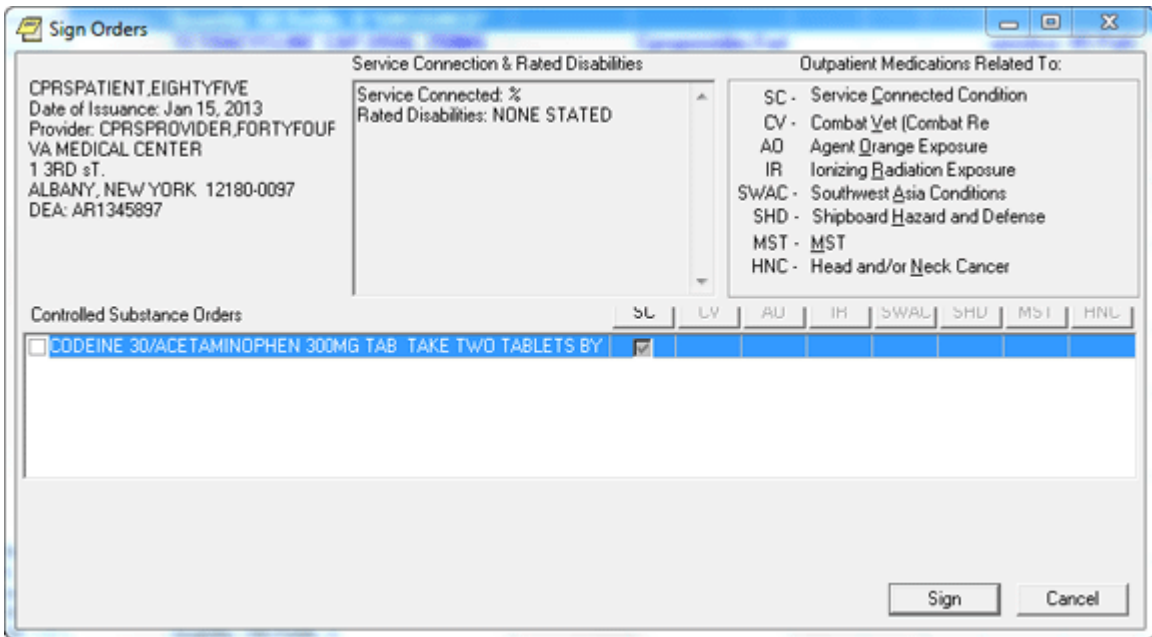 Sign Orders
CPRSPATIENT,EIGHTYFIVE
Date of Issuance: Jan 15, 2013
Provider: CPRSPROVIDER,FORTYFOUF
VA MEDICAL CENTER
1 3RD sT.
ALBANY, NEW YORK 12180-0097
DEA: AR1345897
Service Connection & Rated Disabilities
Service Connected: %
Rated Disabilities: NONE STATED
Outpatient Medications Related To:
SC - Service Connected Condition
CV - Combat Vet (Combat Re
AO Agent Orange Exposure
IR Ionizing Radiation Exposure
SWAC - Southwest Asia Conditions
SHD - Shipboard Hazard and Defense
MST - MST
HNC - Head and/or Neck Cancer
Controlled Substance Orders
SC CV AO IR SWAC SHD MST HNC
CODEINE 30/ACETAMINOPHEN 300MG TAB TAKE TWO TABLETS BY
Sign
Cancel